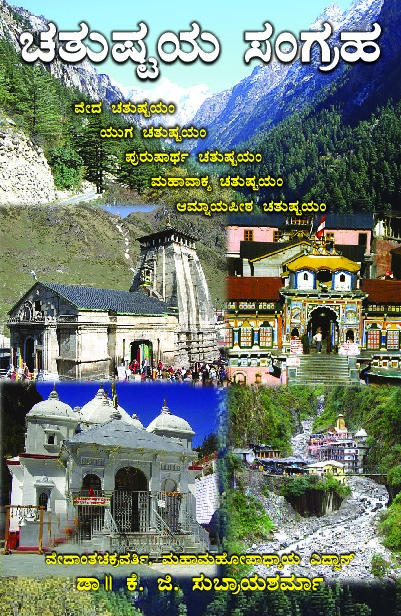 ಚತುಷ್ಟಯ ಸಂಗ್ರಹ
ವೇದ ಚತುಷ್ಟಯಂ
ಯುಗ ಚತುಷ್ಟಯಂ
ಪುರುಷಾರ್ಥ ಚತುಷ್ಟಯಂ
ಮಹಾವಾಕ್ಯ ಚತುಷ್ಟಯಂ
ಆಮ್ನಾಯಪೀಠ ಚತುಷ್ಟಯಂ
ವೇದಾಂತಚಕ್ರವರ್ತಿ, ಮಹಾಮಹೋಪಾಧ್ಯಾಯ ವಿದ್ವಾನ್
ಡಾ॥ ಕೆ. ಜಿ. ಸುಬ್ರಾಯಶರ್ಮಾ